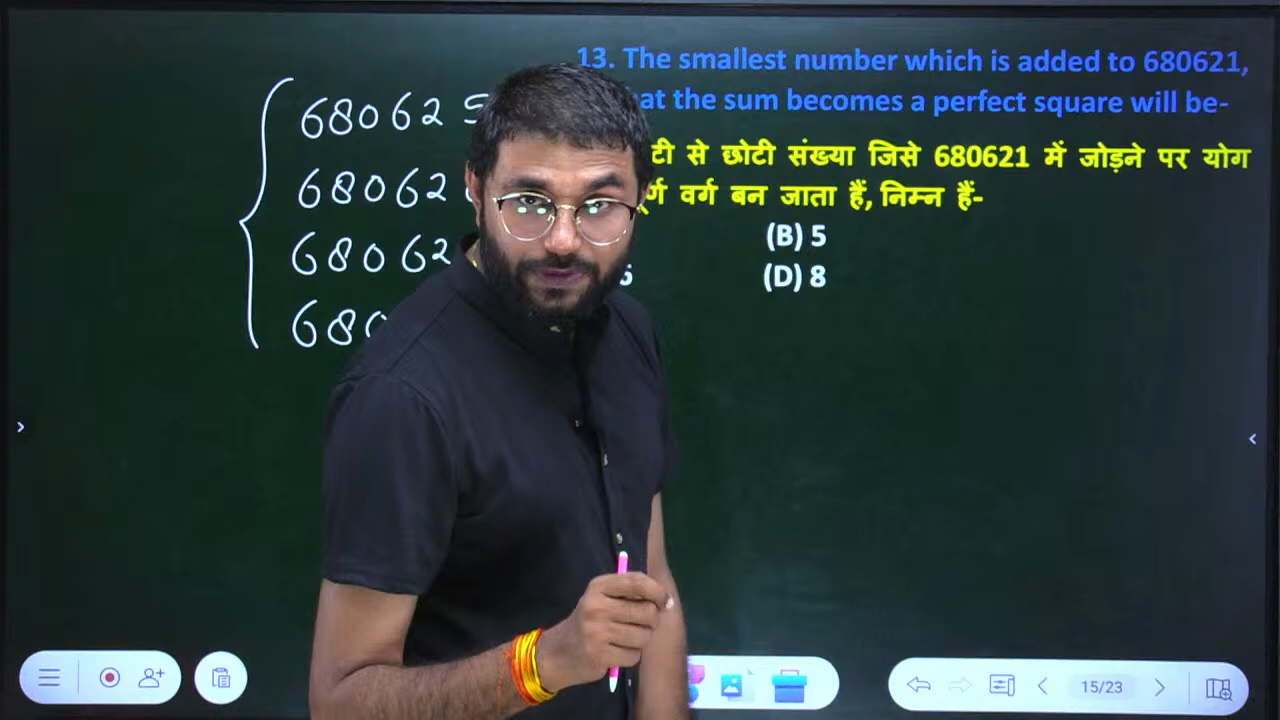 13. The smallest number which is added to 680621,
at the sum becomes a perfect square will be-
टी से छोटी संख्या जिसे 680621 में जोड़ने पर योग
वर्ग बन जाता हैं, निम्न हैं-
(B) 5
(D) 8
68062 5
68062
68062
680
15/23